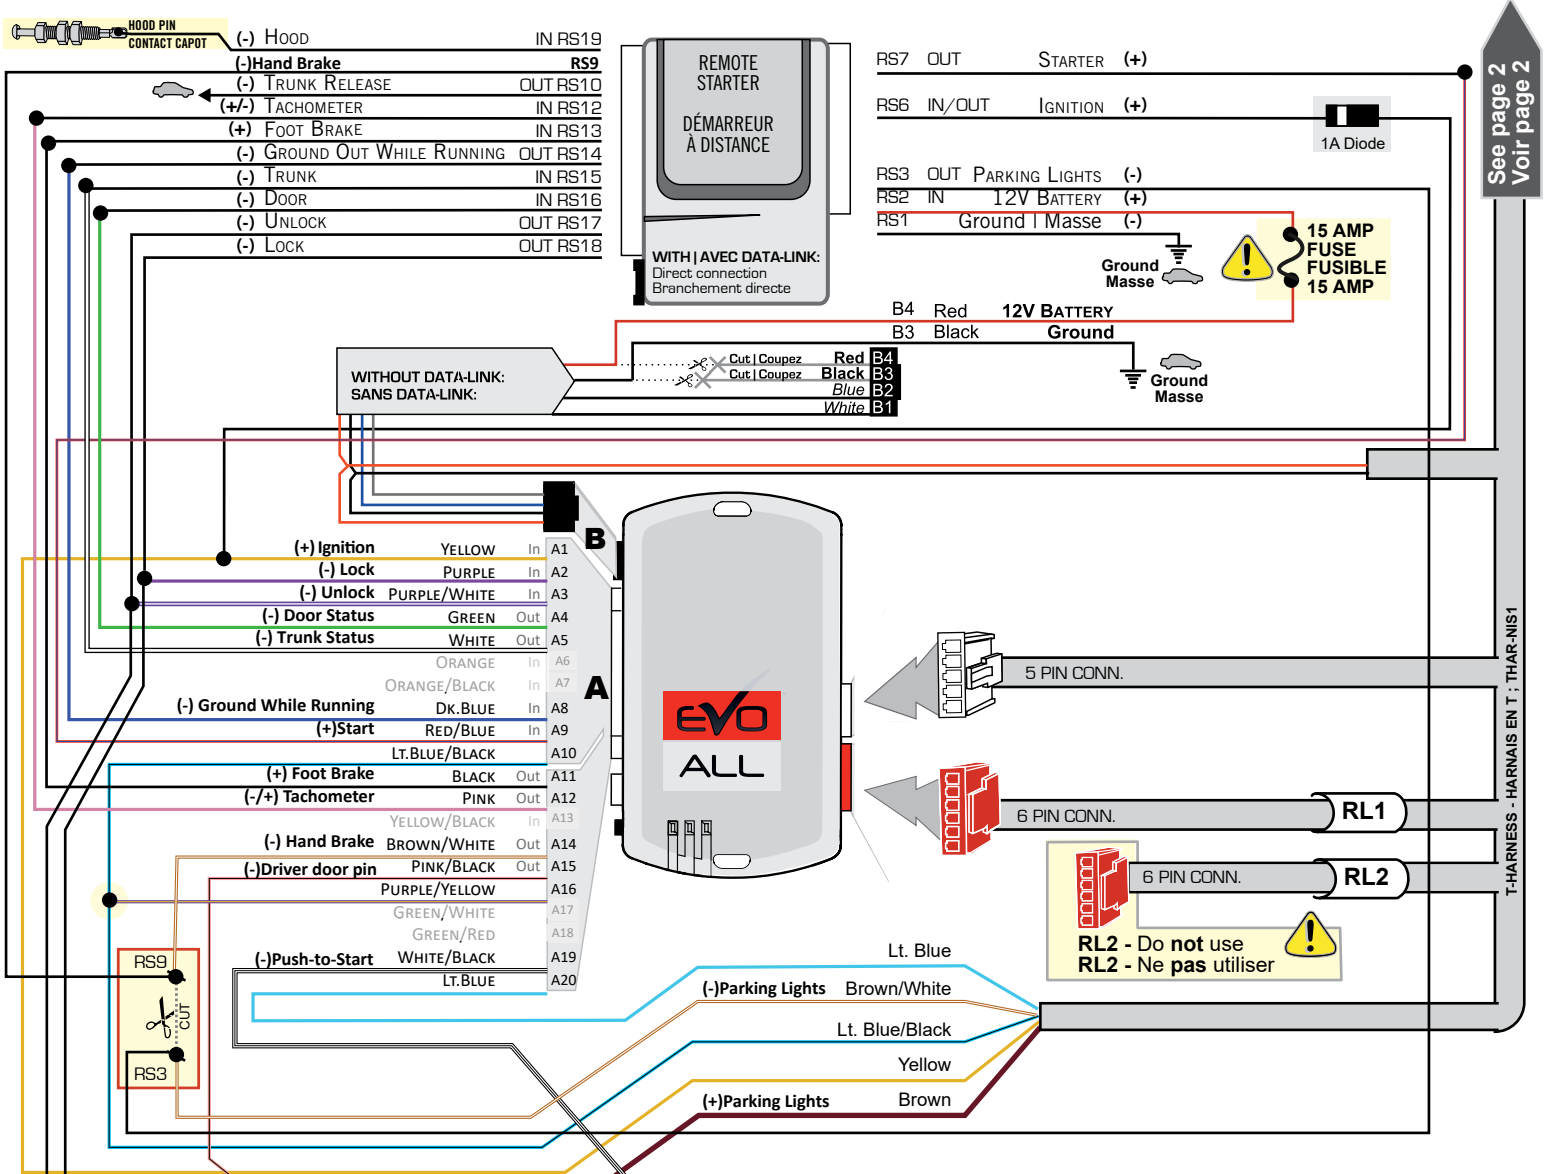 HOOD PIN
CONTACT CAPOT
(-) HOOD IN RS19
(-)Hand Brake RS9
(-) TRUNK RELEASE OUT RS10
(+/-) TACHOMETER IN RS12
(+) FOOT BRAKE IN RS13
(-) GROUND OUT WHILE RUNNING OUT RS14
(-) TRUNK IN RS15
(-) DOOR IN RS16
(-) UNLOCK OUT RS17
(-) LOCK OUT RS18
REMOTE
STARTER
DÉMARREUR
À DISTANCE
WITH | AVEC DATA-LINK:
Direct connection
Branchement directe
RS7 OUT STARTER (+)
RS6 IN/OUT IGNITION (+)
1A Diode
RS3 OUT PARKING LIGHTS (-)
RS2 IN 12V BATTERY (+)
RS1 Ground | Masse (-)
Ground
Masse
15 AMP
FUSE
FUSIBLE
15 AMP
See page 2
Voir page 2
B4 Red 12V BATTERY
B3 Black Ground
Ground
Masse
WITHOUT DATA-LINK:
SANS DATA-LINK:
Cut | Coupez Red B4
Cut | Coupez Black B3
Blue B2
White B1
B
A
(+) Ignition YELLOW In A1
(-) Lock PURPLE In A2
(-) Unlock PURPLE/WHITE In A3
(-) Door Status GREEN Out A4
(-) Trunk Status WHITE Out A5
ORANGE In A6
ORANGE/BLACK In A7
(-) Ground While Running DK.BLUE In A8
(+)Start RED/BLUE In A9
LT.BLUE/BLACK A10
(+) Foot Brake BLACK Out A11
(-/+) Tachometer PINK Out A12
YELLOW/BLACK In A13
(-) Hand Brake BROWN/WHITE Out A14
(-)Driver door pin PINK/BLACK Out A15
PURPLE/YELLOW A16
GREEN/WHITE A17
GREEN/RED A18
(-)Push-to-Start WHITE/BLACK A19
LT.BLUE A20
EVO
ALL
5 PIN CONN.
6 PIN CONN. RL1
6 PIN CONN. RL2
RL2 - Do not use
RL2 - Ne pas utiliser
T-HARNESS - HARNAIS EN T ; THAR-NIS1
RS9
CUT
RS3
Lt. Blue
(-)Parking Lights Brown/White
Lt. Blue/Black
Yellow
(+)Parking Lights Brown